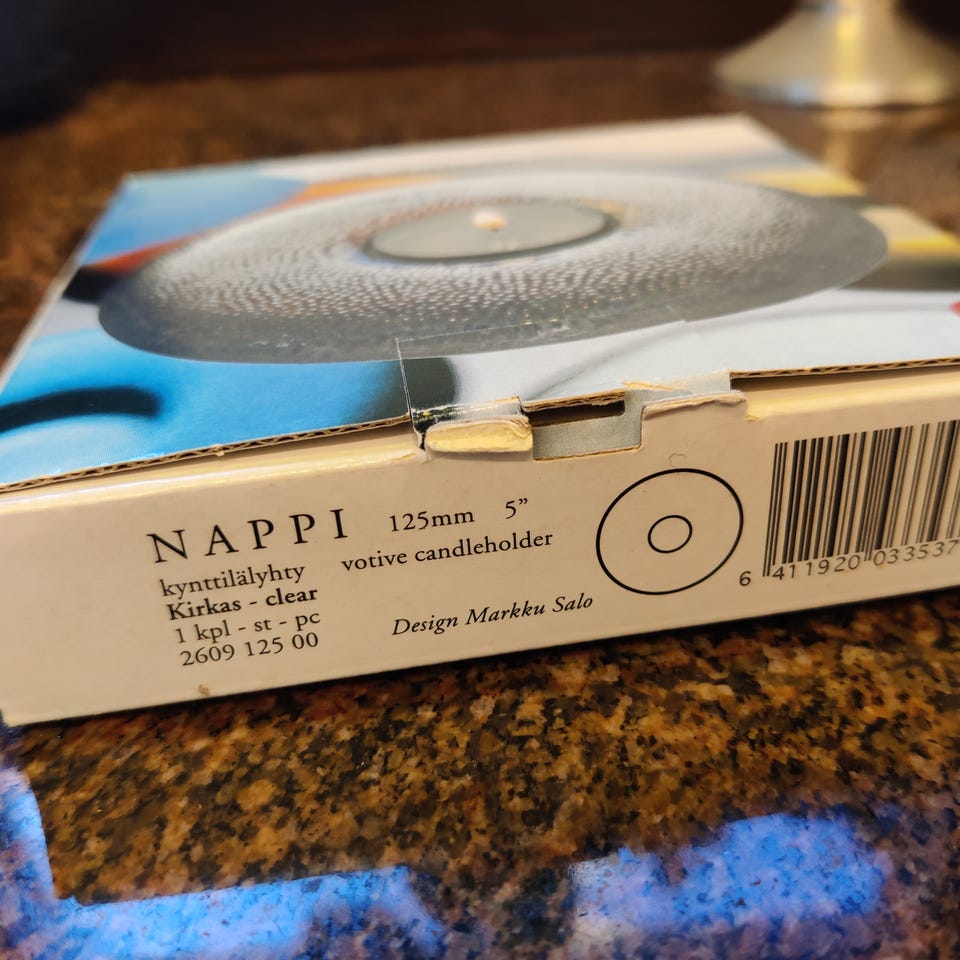 NAPPI 125mm 5”
kynttilälyhty votive candleholder
Kirkas - clear
1 kpl - st - pc
2609 125 00
Design Markku Salo
6 411920 033537